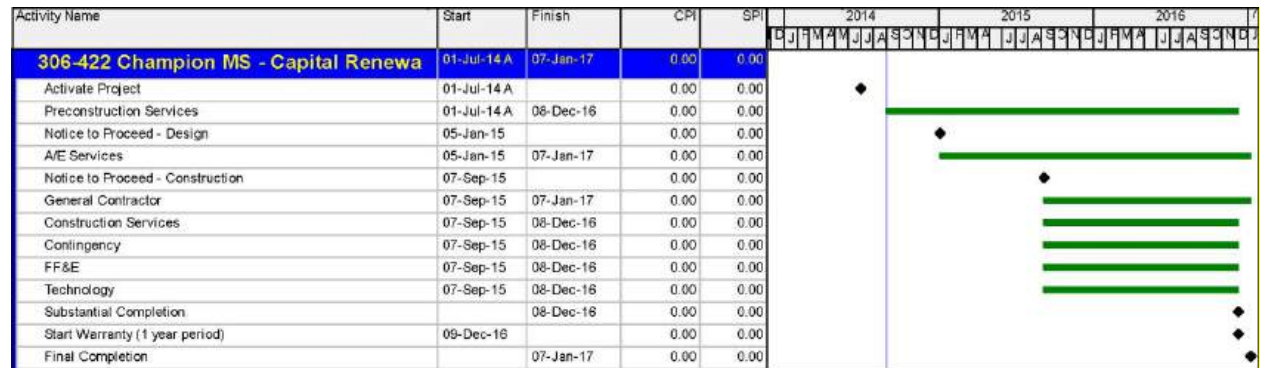 Activity Name Start Finish CPI SPI 2014 2015 2016
306-422 Champion MS - Capital Renewa 01-Jul-14 A 07-Jan-17 0.00 0.00
Activate Project 01-Jul-14 A 0.00 0.00
Preconstruction Services 01-Jul-14 A 08-Dec-16 0.00 0.00
Notice to Proceed - Design 05-Jan-15 0.00 0.00
A/E Services 05-Jan-15 07-Jan-17 0.00 0.00
Notice to Proceed - Construction 07-Sep-15 0.00 0.00
General Contractor 07-Sep-15 07-Jan-17 0.00 0.00
Construction Services 07-Sep-15 08-Dec-16 0.00 0.00
Contingency 07-Sep-15 08-Dec-16 0.00 0.00
FF&E 07-Sep-15 08-Dec-16 0.00 0.00
Technology 07-Sep-15 08-Dec-16 0.00 0.00
Substantial Completion 08-Dec-16 0.00 0.00
Start Warranty (1 year period) 09-Dec-16 0.00 0.00
Final Completion 07-Jan-17 0.00 0.00